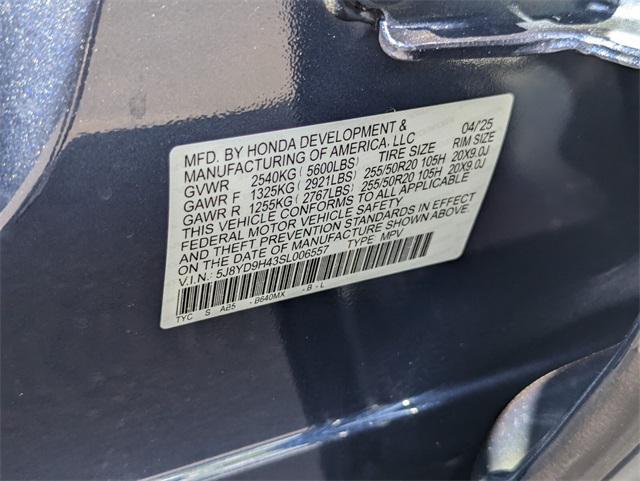 MFD. BY HONDA DEVELOPMENT & 04/25
MANUFACTURING OF AMERICA, LLC TIRE SIZE RIM SIZE
GVWR 2540KG (5600LBS)
GAWR F 1325KG (2921LBS) 255/50R20 105H 20X9.0J
GAWR R 1255KG (2767LBS) 255/50R20 105H 20X9.0J
THIS VEHICLE CONFORMS TO ALL APPLICABLE
FEDERAL MOTOR VEHICLE SAFETY
AND THEFT PREVENTION STANDARDS IN EFFECT
ON THE DATE OF MANUFACTURE SHOWN ABOVE.
V.I.N.: 5J8YD9H43SL006557 TYPE MPV
TYC S AB5 - B640MX - B - L